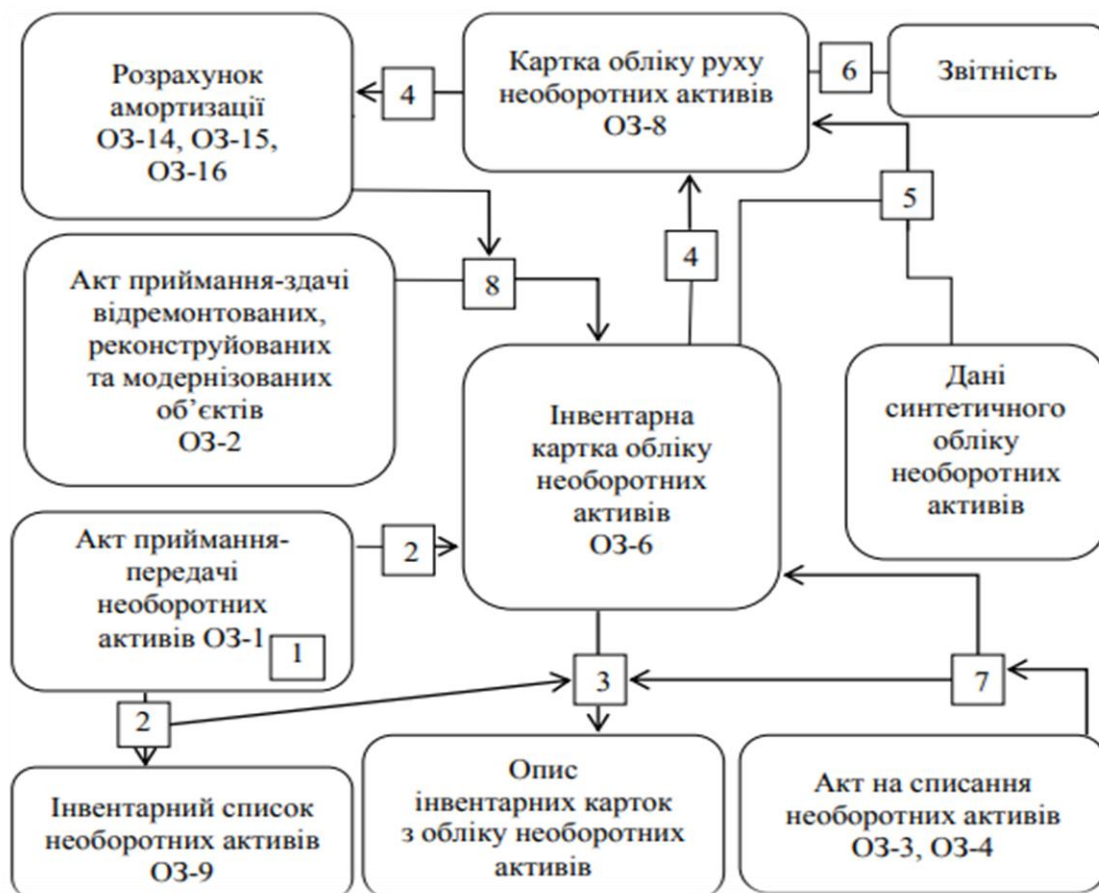 Розрахунок
амортизації
ОЗ-14, ОЗ-15,
ОЗ-16
4
Картка обліку руху
необоротних активів
ОЗ-8
6
Звітність
5
4
8
Акт приймання-здачі
відремонтованих,
реконструйованих
та модернізованих
об’єктів
ОЗ-2
Інвентарна
картка обліку
необоротних
активів
ОЗ-6
Дані
синтетичного
обліку
необоротних
активів
Акт приймання-
передачі
необоротних
активів ОЗ-1
1
2
2
3
7
Інвентарний список
необоротних активів
ОЗ-9
Опис
інвентарних карток
з обліку необоротних
активів
Акт на списання
необоротних активів
ОЗ-3, ОЗ-4